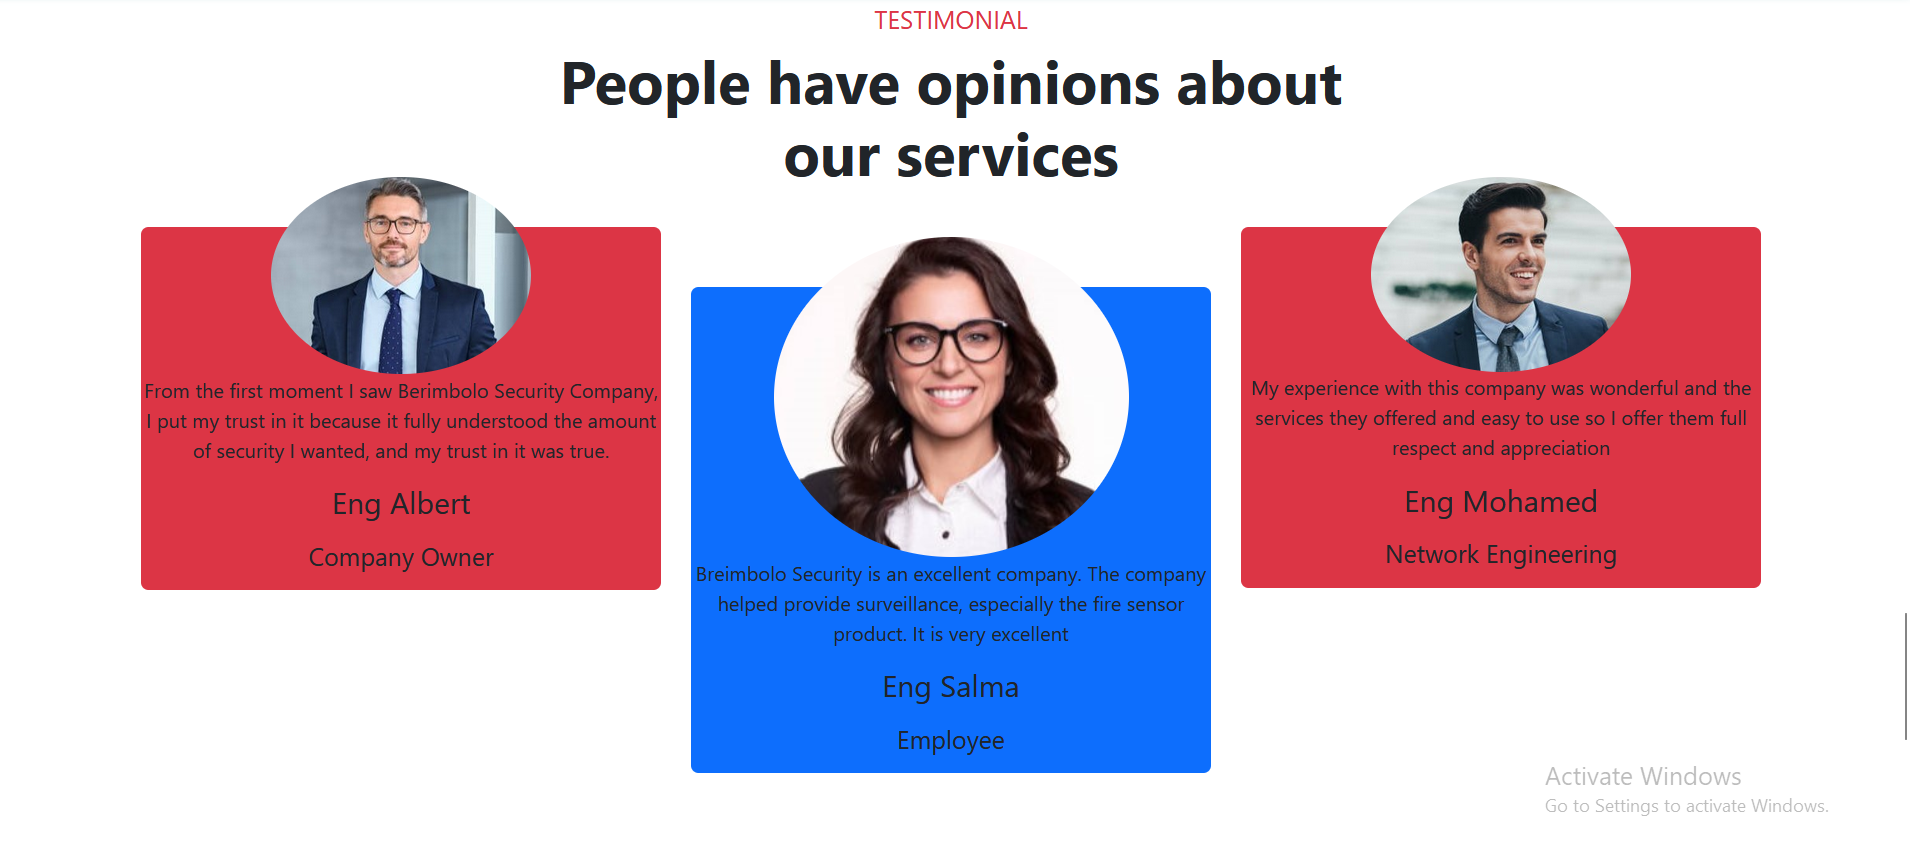 TESTIMONIAL
People have opinions about
our services
From the first moment I saw Berimbolo Security Company,
I put my trust in it because it fully understood the amount
of security I wanted, and my trust in it was true.
Eng Albert
Company Owner
Breimbolo Security is an excellent company. The company
helped provide surveillance, especially the fire sensor
product. It is very excellent
Eng Salma
Employee
My experience with this company was wonderful and the
services they offered and easy to use so I offer them full
respect and appreciation
Eng Mohamed
Network Engineering
Activate Windows
Go to Settings to activate Windows.